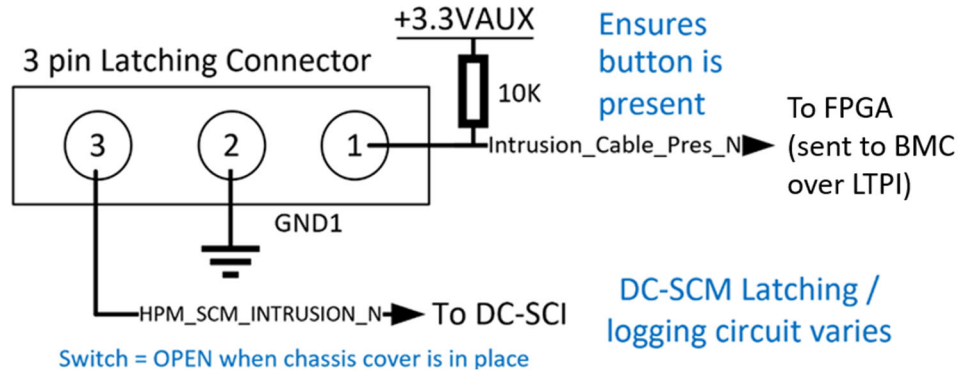 +3.3VAUX
Ensures
button is
present
3 pin Latching Connector
10K
3
2
1
Intrusion_Cable_Pres_N
To FPGA
(sent to BMC
over LTPI)
GND1
HPM_SCM_INTRUSION_N
To DC-SCI
DC-SCM Latching /
logging circuit varies
Switch = OPEN when chassis cover is in place